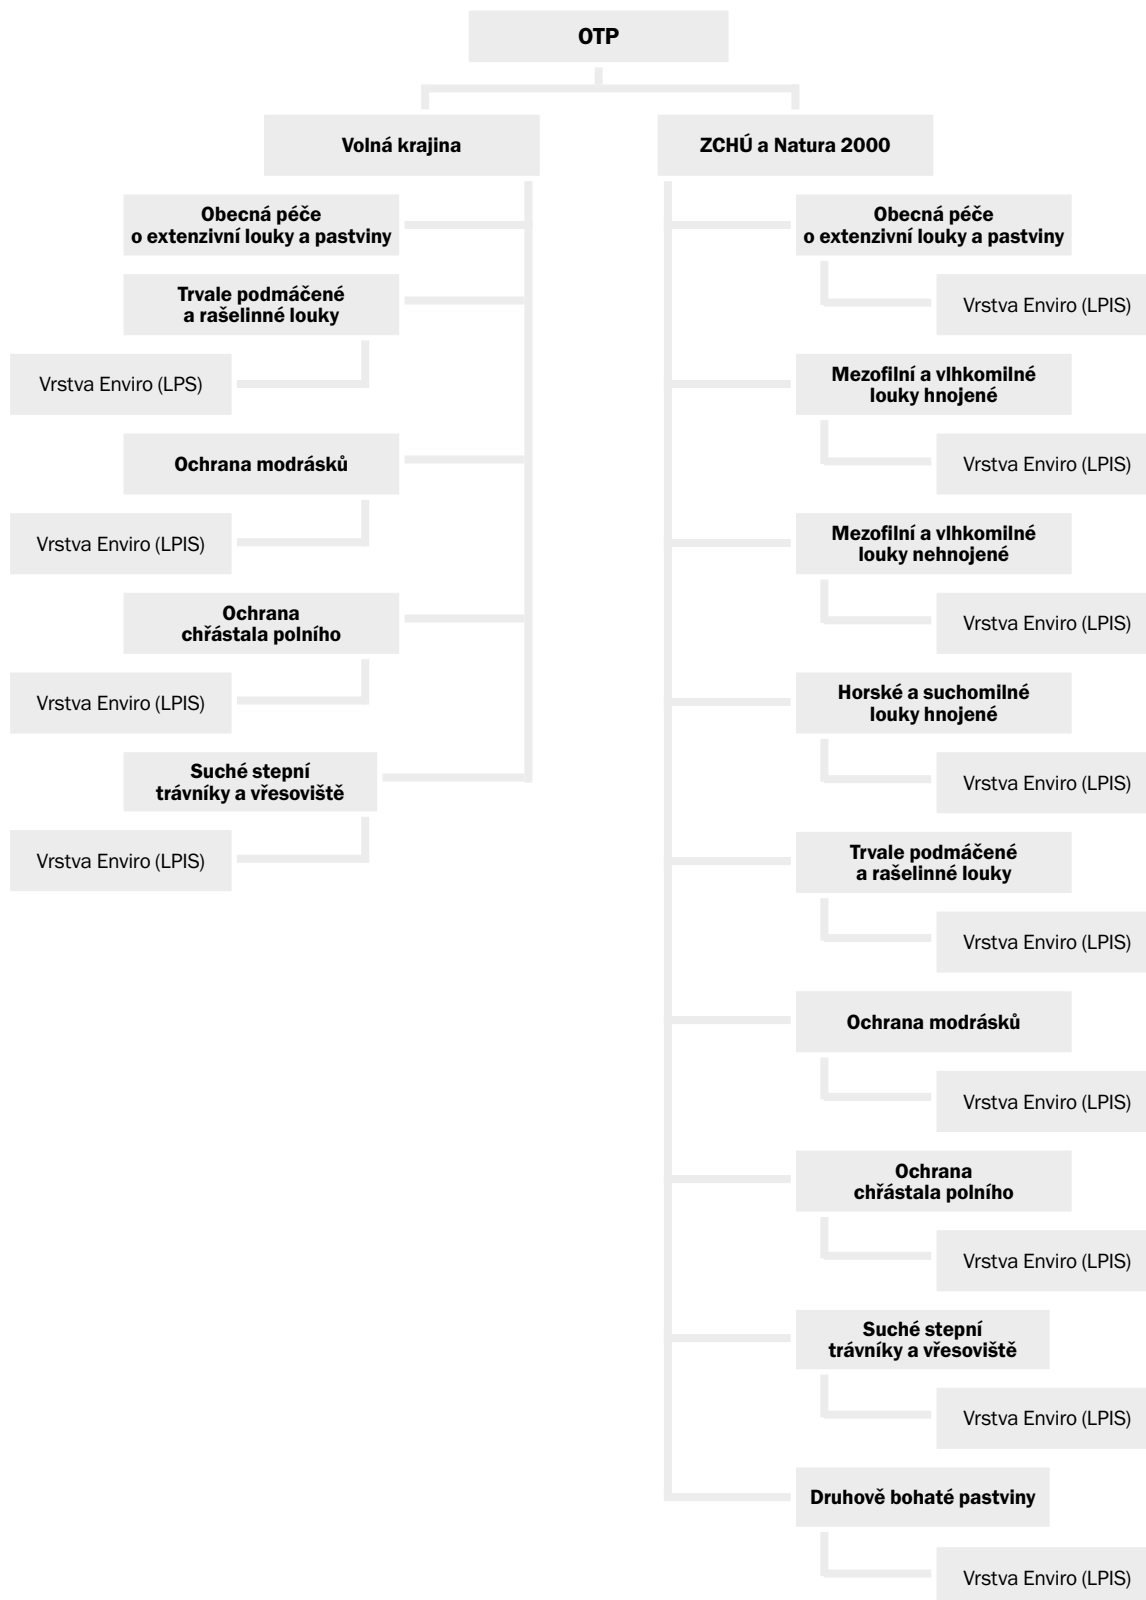 OTP
Volná krajina
Obecná péče
o extenzivní louky a pastviny
Trvale podmáčené
a rašelinné louky
Vrstva Enviro (LPS)
Ochrana modrásků
Vrstva Enviro (LPIS)
Ochrana
chřástala polního
Vrstva Enviro (LPIS)
Suché stepní
trávníky a vřesoviště
Vrstva Enviro (LPIS)
ZCHÚ a Natura 2000
Obecná péče
o extenzivní louky a pastviny
Vrstva Enviro (LPIS)
Mezofilní a vlhkomilné
louky hnojené
Vrstva Enviro (LPIS)
Mezofilní a vlhkomilné
louky nehnojené
Vrstva Enviro (LPIS)
Horské a suchomilné
louky hnojené
Vrstva Enviro (LPIS)
Trvale podmáčené
a rašelinné louky
Vrstva Enviro (LPIS)
Ochrana modrásků
Vrstva Enviro (LPIS)
Ochrana
chřástala polního
Vrstva Enviro (LPIS)
Suché stepní
trávníky a vřesoviště
Vrstva Enviro (LPIS)
Druhově bohaté pastviny
Vrstva Enviro (LPIS)